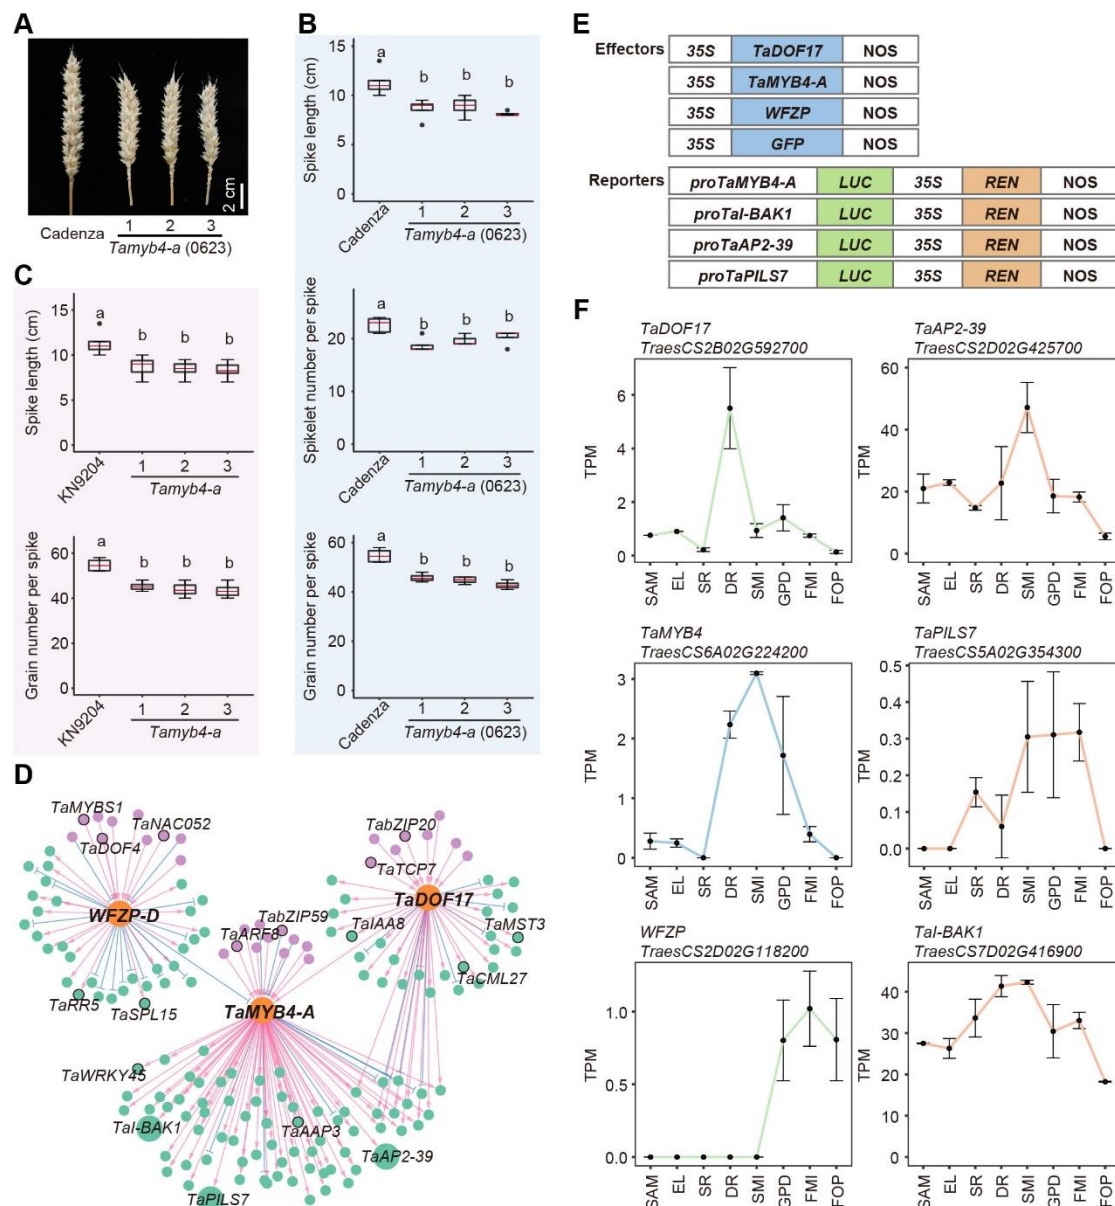 A
2 cm
1 2 3
Cadenza
Tamyb4-a (0623)
B
Spike length (cm)
15
10
5
0
a b b b
Cadenza
1 2 3
Tamyb4-a (0623)
Spikelet number per spike
20
10
0
a b b b
Cadenza
1 2 3
Tamyb4-a (0623)
Grain number per spike
60
40
20
0
a b b b
Cadenza
1 2 3
Tamyb4-a (0623)
C
Spike length (cm)
15
10
5
0
a b b b
KN9204
1 2 3
Tamyb4-a
Grain number per spike
60
40
20
0
a b b b
KN9204
1 2 3
Tamyb4-a
D
TaMYBS1
TaNAC052
TaDOF4
WFZP-D
TaRR5
TaSPL15
TabZIP20
TaTCP7
TaDOF17
TaIAA8
TaMST3
TaCML27
TabZIP59
TaARF8
TaMYB4-A
TaWRKY45
TaI-BAK1
TaAAP3
TaAP2-39
TaPILS7
E
Effectors
35S TaDOF17 NOS
35S TaMYB4-A NOS
35S WFZP NOS
35S GFP NOS
Reporters
proTaMYB4-A LUC 35S REN NOS
proTaI-BAK1 LUC 35S REN NOS
proTaAP2-39 LUC 35S REN NOS
proTaPILS7 LUC 35S REN NOS
F
TaDOF17
TraesCS2B02G592700
TPM
6
4
2
0
SAM EL SR DR SMI GPD FMI FOP
TaAP2-39
TraesCS2D02G425700
TPM
60
40
20
0
SAM EL SR DR SMI GPD FMI FOP
TaMYB4
TraesCS6A02G224200
TPM
3
2
1
0
SAM EL SR DR SMI GPD FMI FOP
TaPILS7
TraesCS5A02G354300
TPM
0.5
0.4
0.3
0.2
0.1
0.0
SAM EL SR DR SMI GPD FMI FOP
WFZP
TraesCS2D02G118200
TPM
1.0
0.5
0.0
SAM EL SR DR SMI GPD FMI FOP
TaI-BAK1
TraesCS7D02G416900
TPM
40
30
20
10
0
SAM EL SR DR SMI GPD FMI FOP